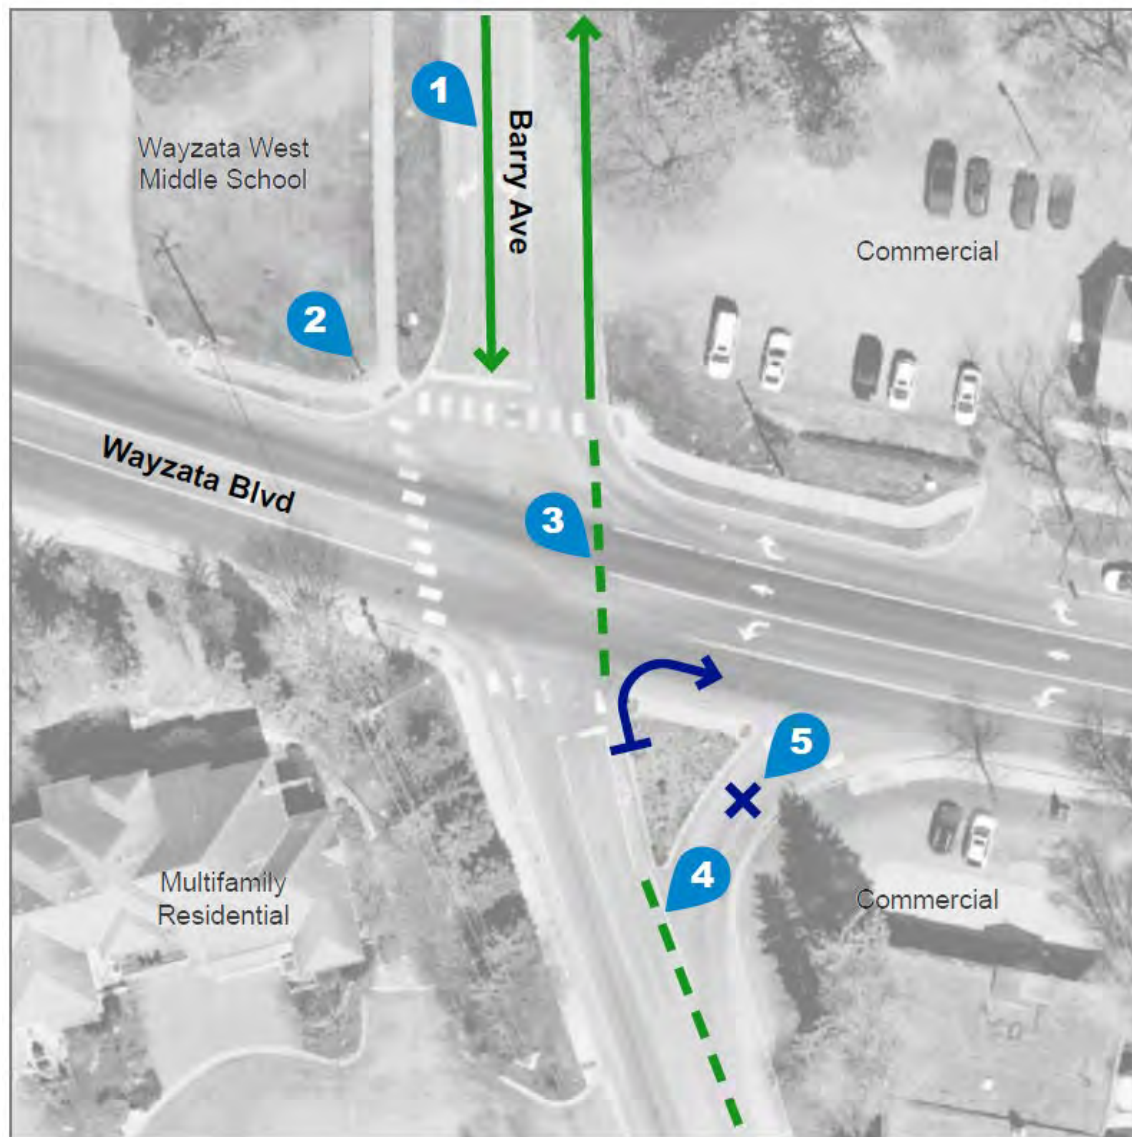 1
Barry Ave
Wayzata West
Middle School
Commercial
2
Wayzata Blvd
3
5
4
Multifamily
Residential
Commercial